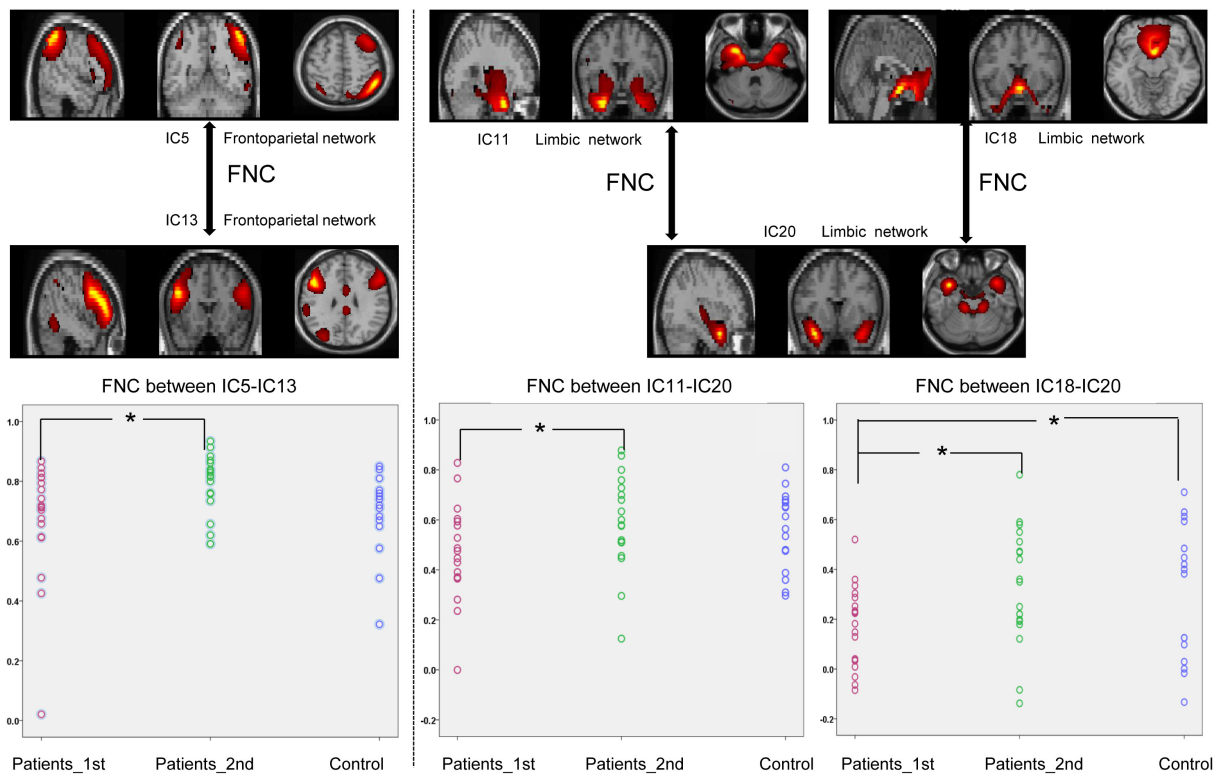 IC5 Frontoparietal network
FNC
IC13 Frontoparietal network
IC11 Limbic network
IC18 Limbic network
FNC
FNC
IC20 Limbic network
FNC between IC5-IC13
1.0
0.8
0.6
0.4
0.2
0.0
*
Patients_1st Patients_2nd Control
FNC between IC11-IC20
1.0
0.8
0.6
0.4
0.2
0.0
-0.2
*
Patients_1st Patients_2nd Control
FNC between IC18-IC20
1.0
0.8
0.6
0.4
0.2
0.0
-0.2
*
*
Patients_1st Patients_2nd Control